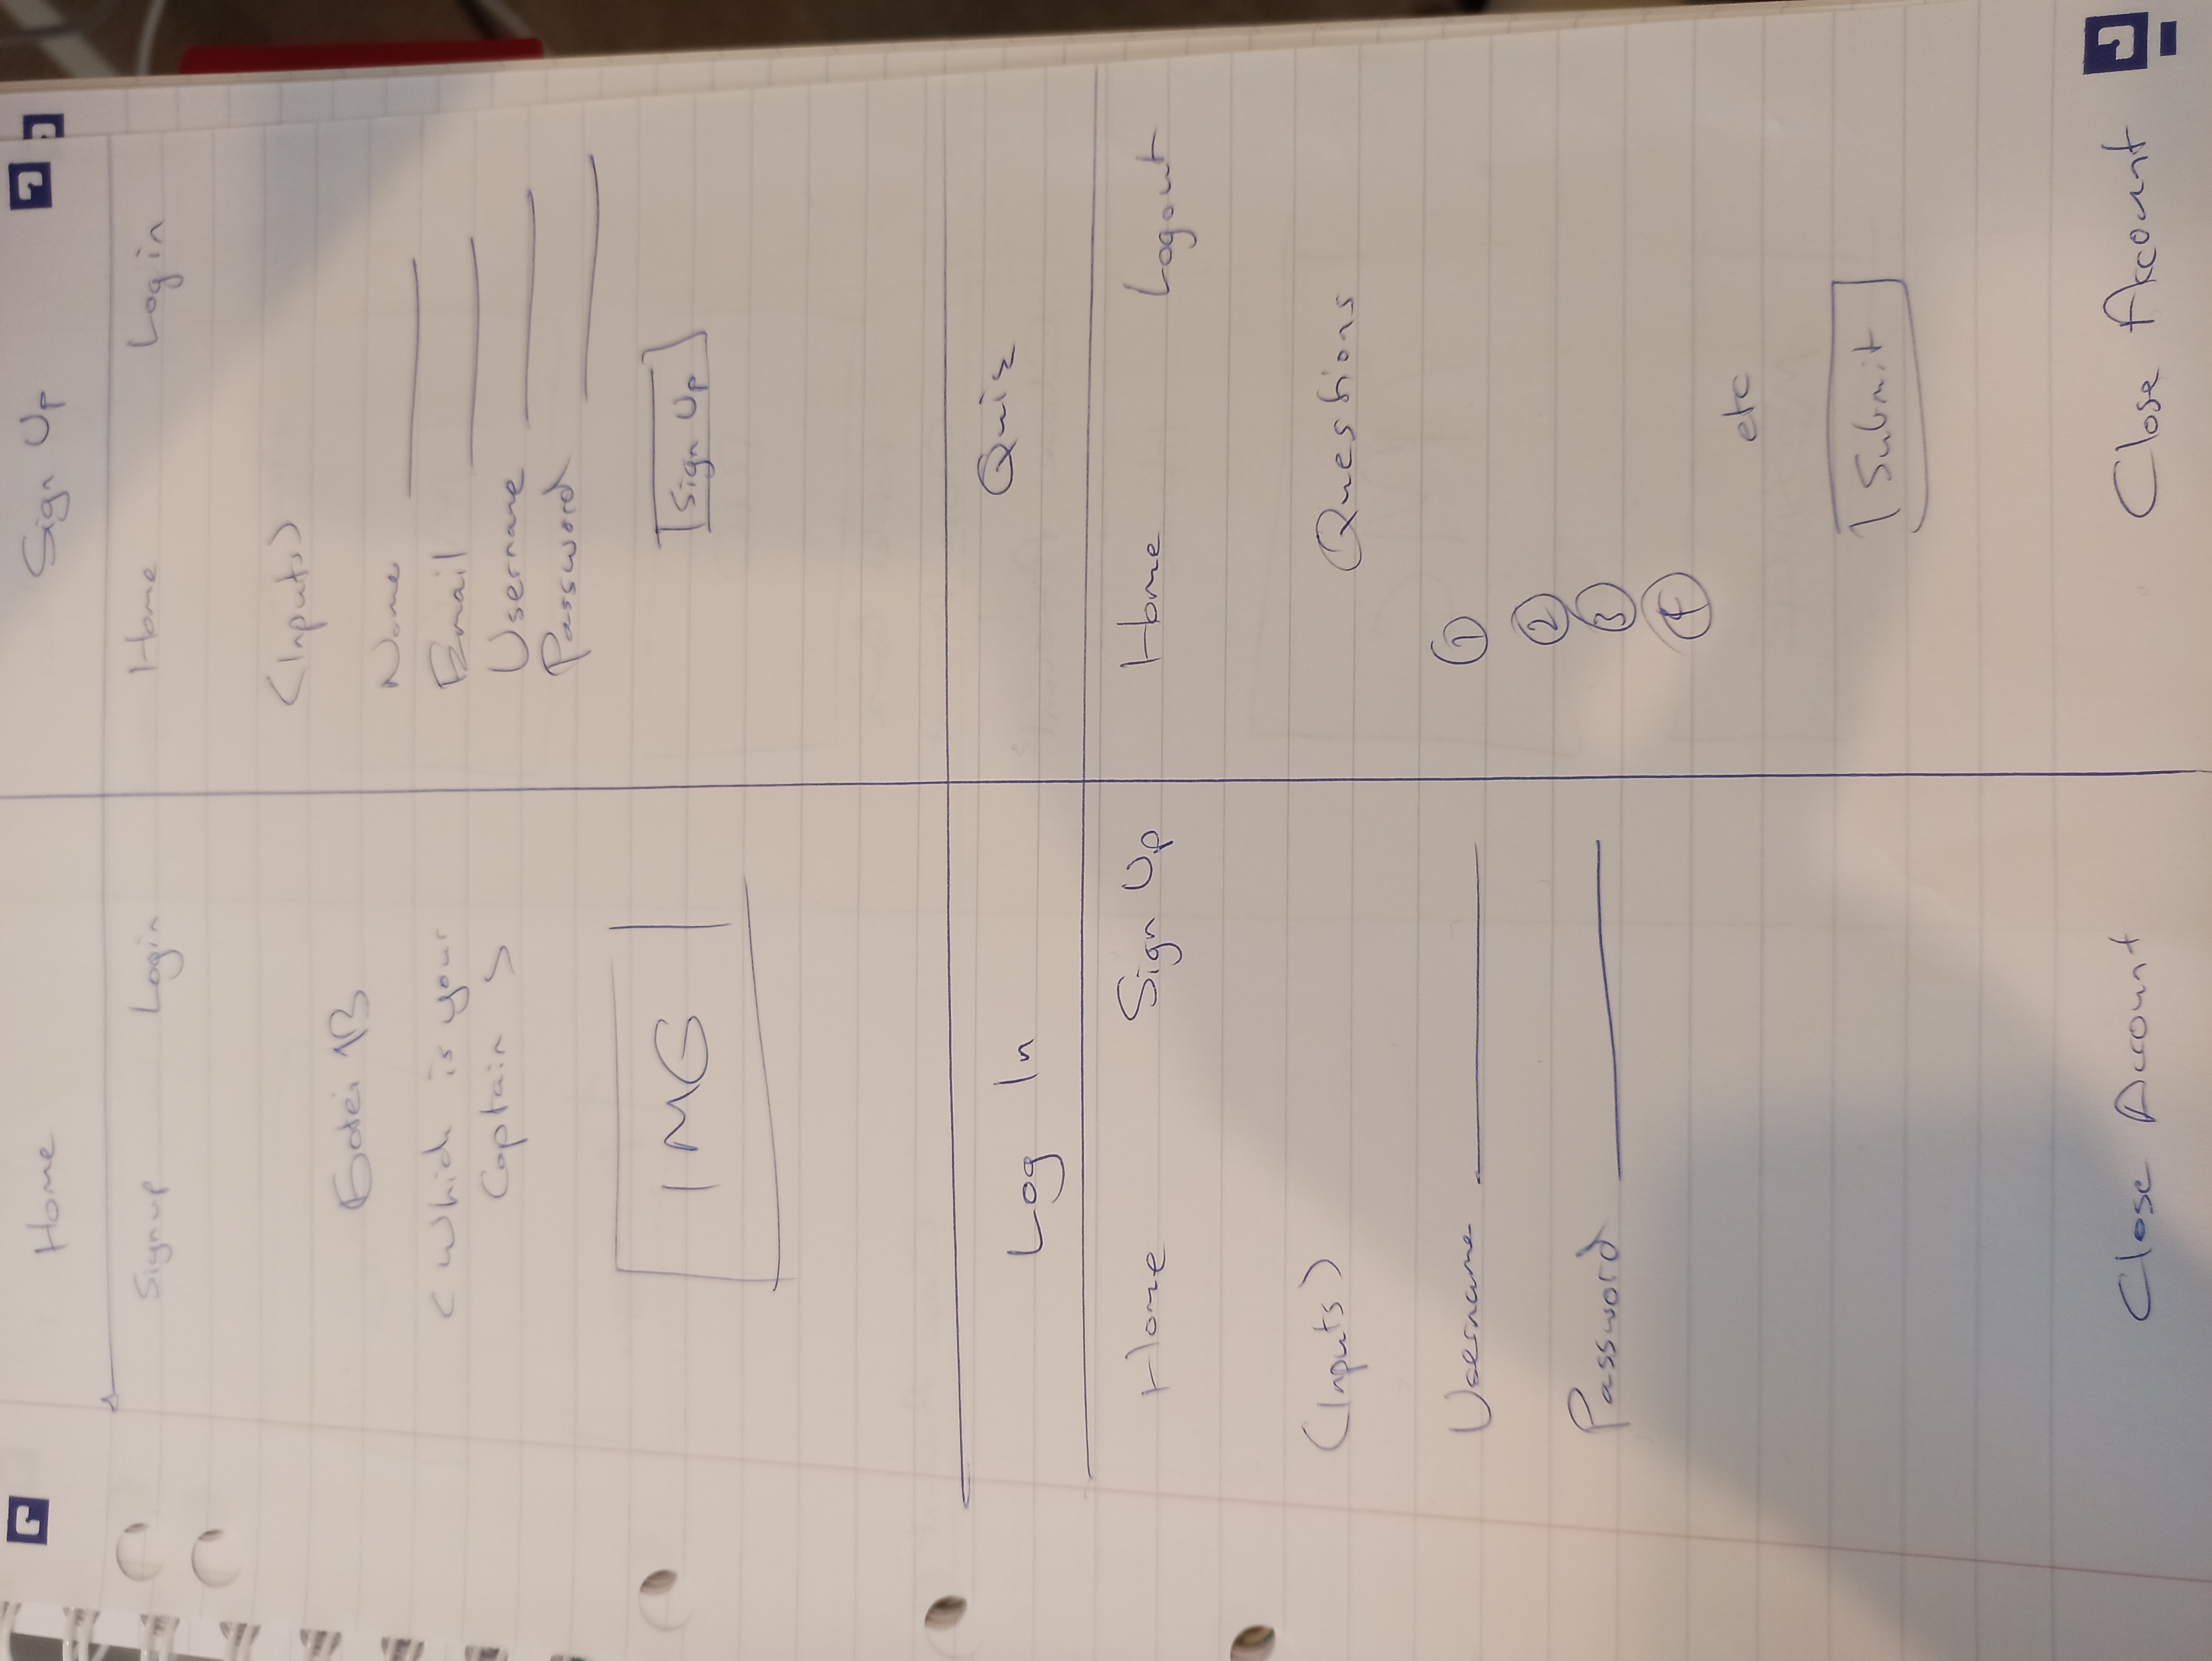 Home
Signup Login
(Which is your
Captain)
IMG
Sign Up
Home Login
(Inputs)
Name
Email
Username
Password
Sign Up
Log In
Home Sign Up
(Inputs)
Username
Password
Close Account
Quiz
Home Logout
Questions
1
2
3
4
etc
Submit
Close Account